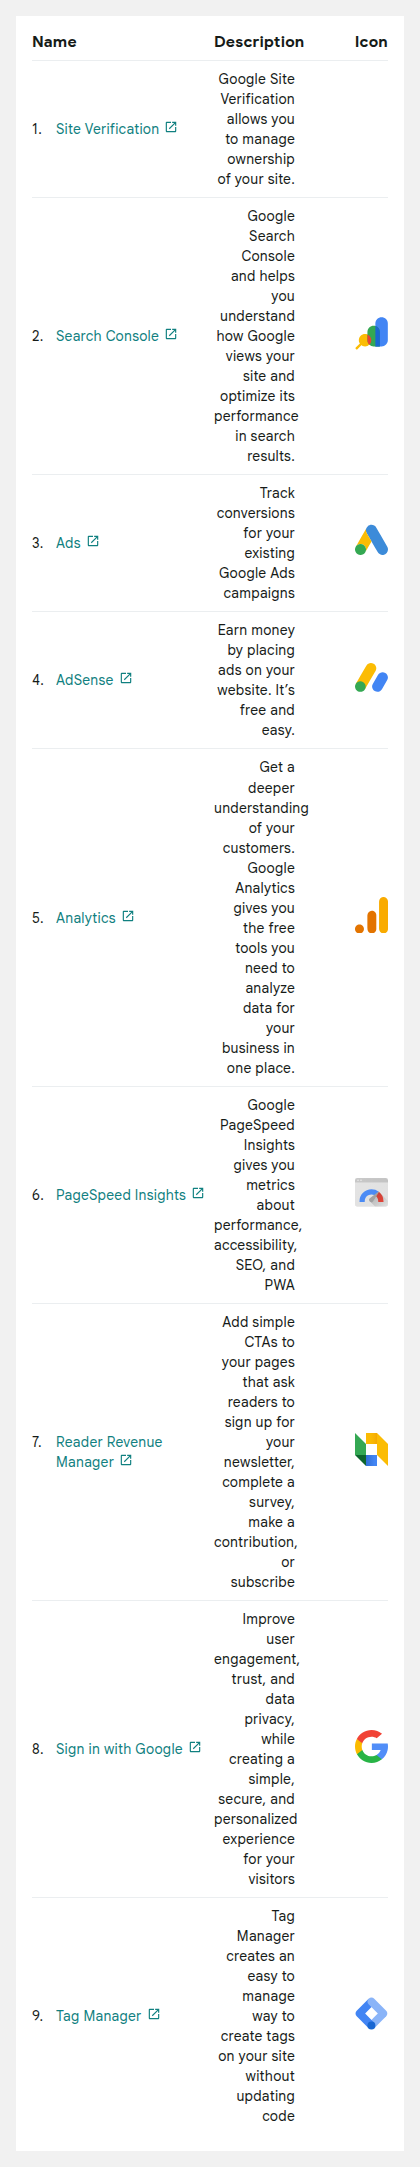 Name Description Icon
1. Site Verification
Google Site
Verification
allows you
to manage
ownership
of your site.
2. Search Console
Google
Search
Console
and helps
you
understand
how Google
views your
site and
optimize its
performance
in search
results.
3. Ads
Track
conversions
for your
existing
Google Ads
campaigns
4. AdSense
Earn money
by placing
ads on your
website. It’s
free and
easy.
5. Analytics
Get a
deeper
understanding
of your
customers.
Google
Analytics
gives you
the free
tools you
need to
analyze
data for
your
business in
one place.
6. PageSpeed Insights
Google
PageSpeed
Insights
gives you
metrics
about
performance,
accessibility,
SEO, and
PWA
7. Reader Revenue
Manager
Add simple
CTAs to
your pages
that ask
readers to
sign up for
your
newsletter,
complete a
survey,
make a
contribution,
or
subscribe
8. Sign in with Google
Improve
user
engagement,
trust, and
data
privacy,
while
creating a
simple,
secure, and
personalized
experience
for your
visitors
9. Tag Manager
Tag
Manager
creates an
easy to
manage
way to
create tags
on your site
without
updating
code